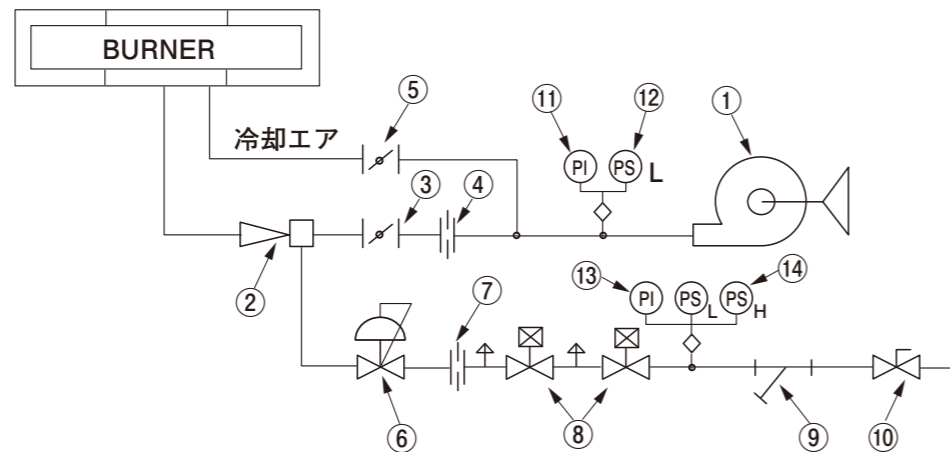 BURNER
⑤
⑪
⑫
①
冷却エア
PI
PS
L
③
④
②
⑬
⑭
⑦
PI
PS
L
PS
H
⑥
⑧
⑨
⑩